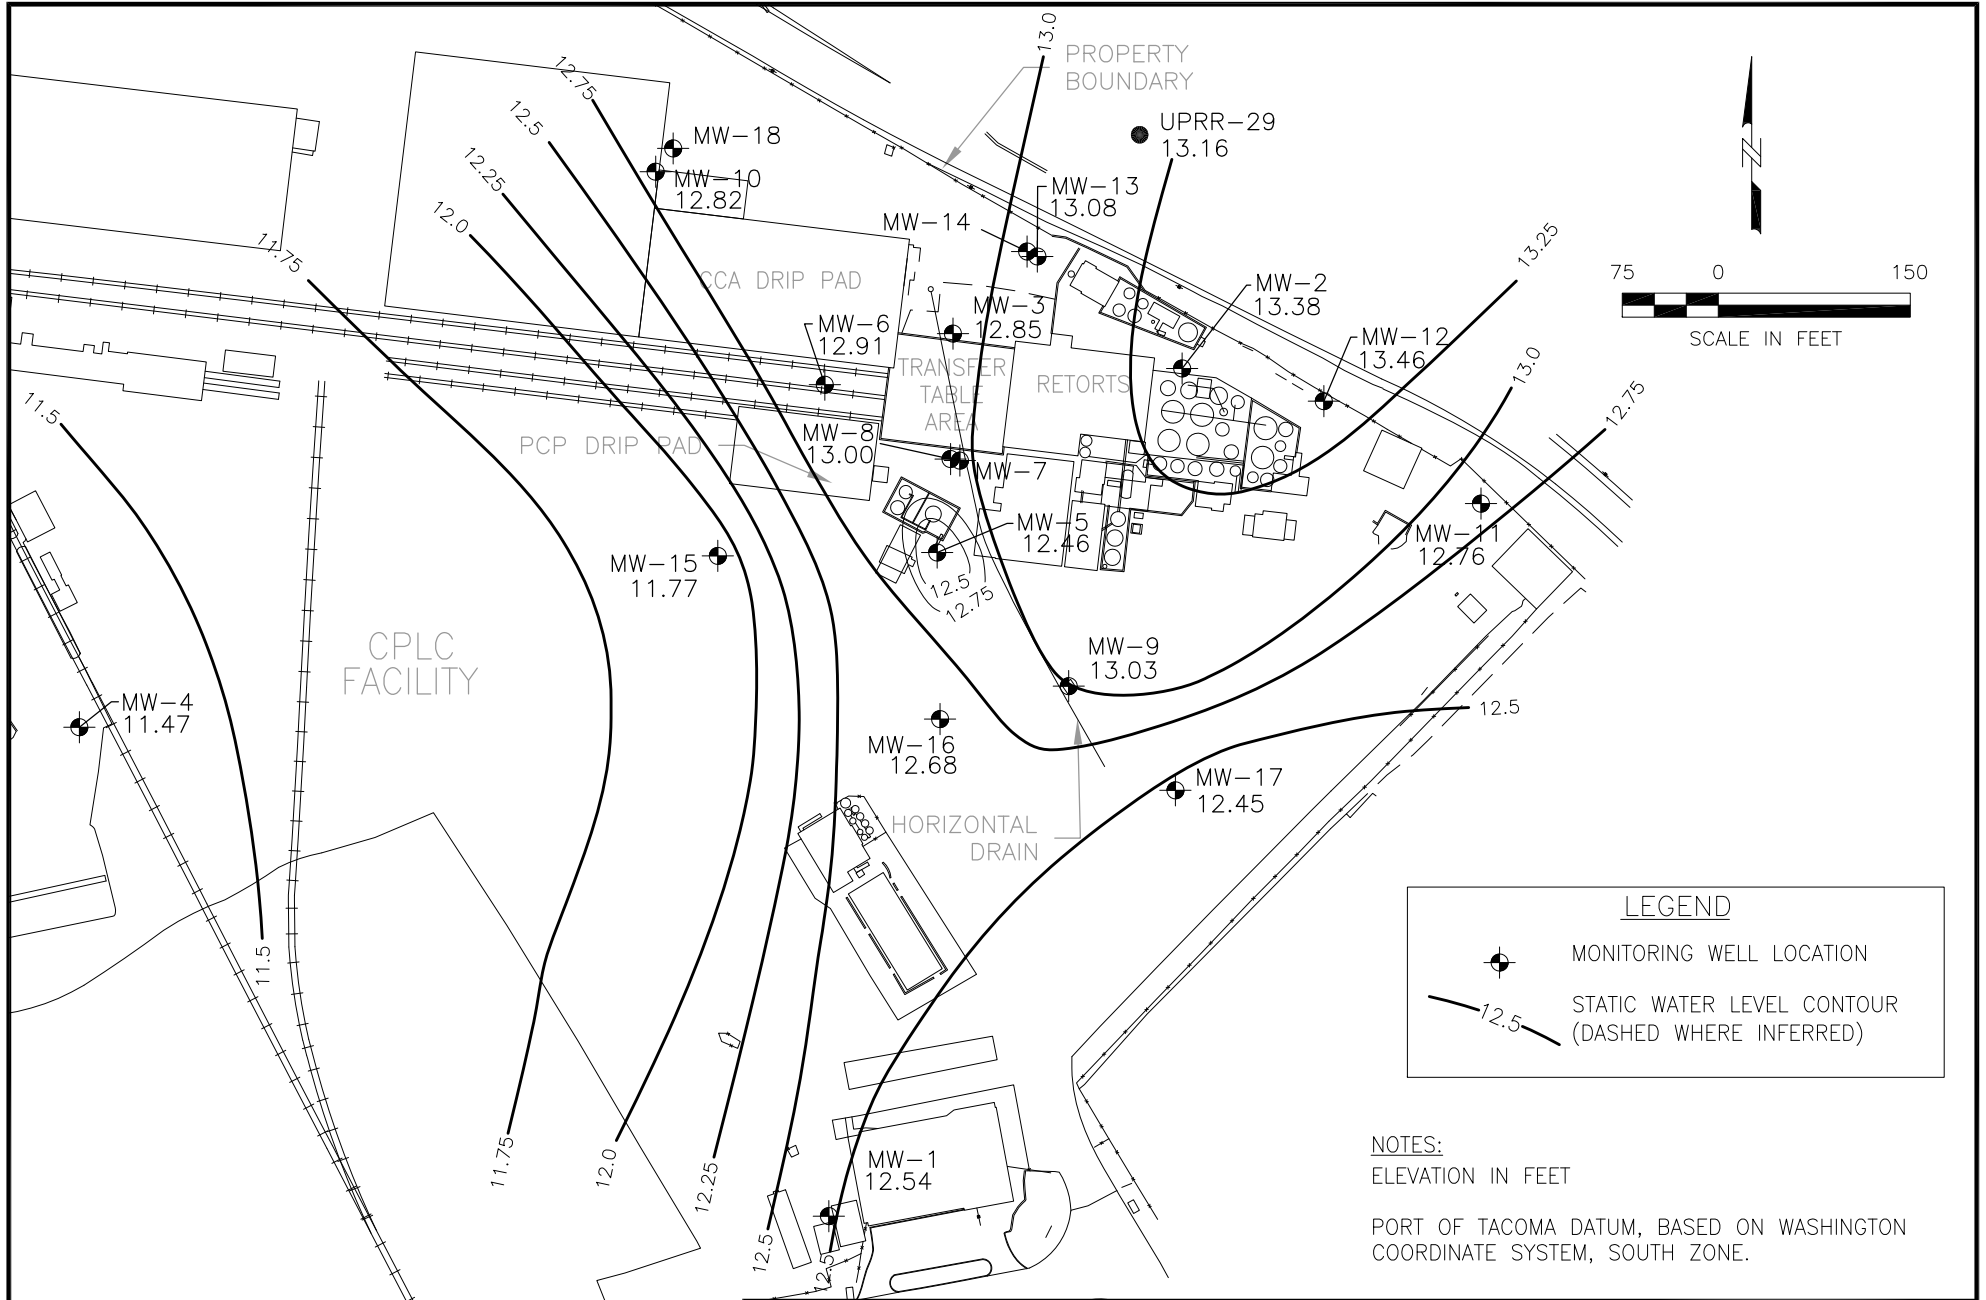 13.0
PROPERTY
BOUNDARY
12.75
12.5
12.25
12.0
11.75
11.5
MW-18
MW-10
12.82
UPRR-29
13.16
MW-13
13.08
MW-14
N
75 0 150
SCALE IN FEET
CCA DRIP PAD
MW-3
12.85
MW-2
13.38
13.25
MW-6
12.91
MW-12
13.46
TRANSFER
TABLE
AREA
RETORTS
13.0
12.75
PCP DRIP PAD
MW-8
13.00
MW-7
MW-5
12.46
12.5
12.75
MW-11
12.76
MW-15
11.77
CPLC
FACILITY
MW-9
13.03
MW-4
11.47
MW-16
12.68
12.5
MW-17
12.45
HORIZONTAL
DRAIN
11.5
11.75
12.0
12.25
12.5
12.5
MW-1
12.54
LEGEND
MONITORING WELL LOCATION
12.5
STATIC WATER LEVEL CONTOUR
(DASHED WHERE INFERRED)
NOTES:
ELEVATION IN FEET
PORT OF TACOMA DATUM, BASED ON WASHINGTON
COORDINATE SYSTEM, SOUTH ZONE.